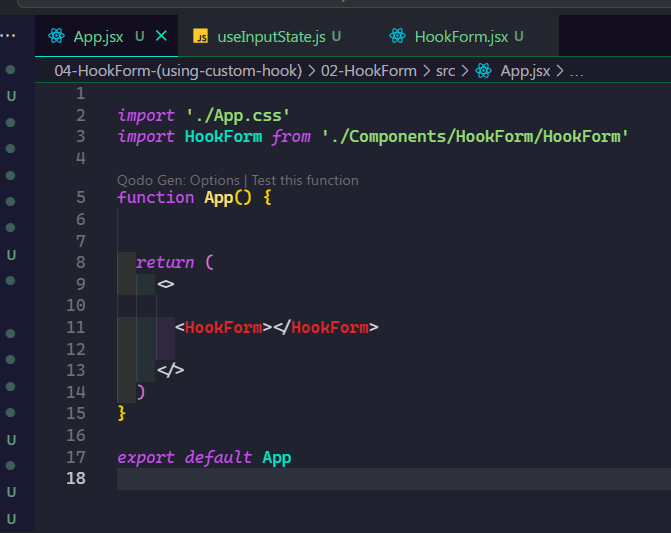 App.jsx U × JS useInputState.js U HookForm.jsx U
04-HookForm-(using-custom-hook) > 02-HookForm > src > App.jsx > ...
1
2 import './App.css'
3 import HookForm from './Components/HookForm/HookForm'
4
Qodo Gen: Options | Test this function
5 function App() {
6
7
8 return (
9 <>
10
11 <HookForm></HookForm>
12
13 </>
14 )
15 }
16
17 export default App
18
U
U
U
U
U